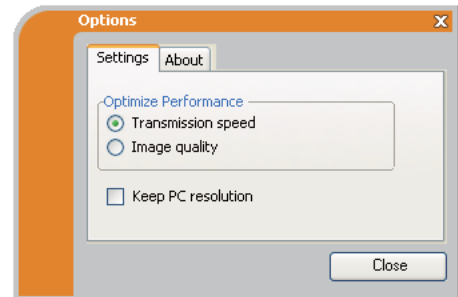 Options
X
Settings
About
Optimize Performance
Transmission speed
Image quality
Keep PC resolution
Close